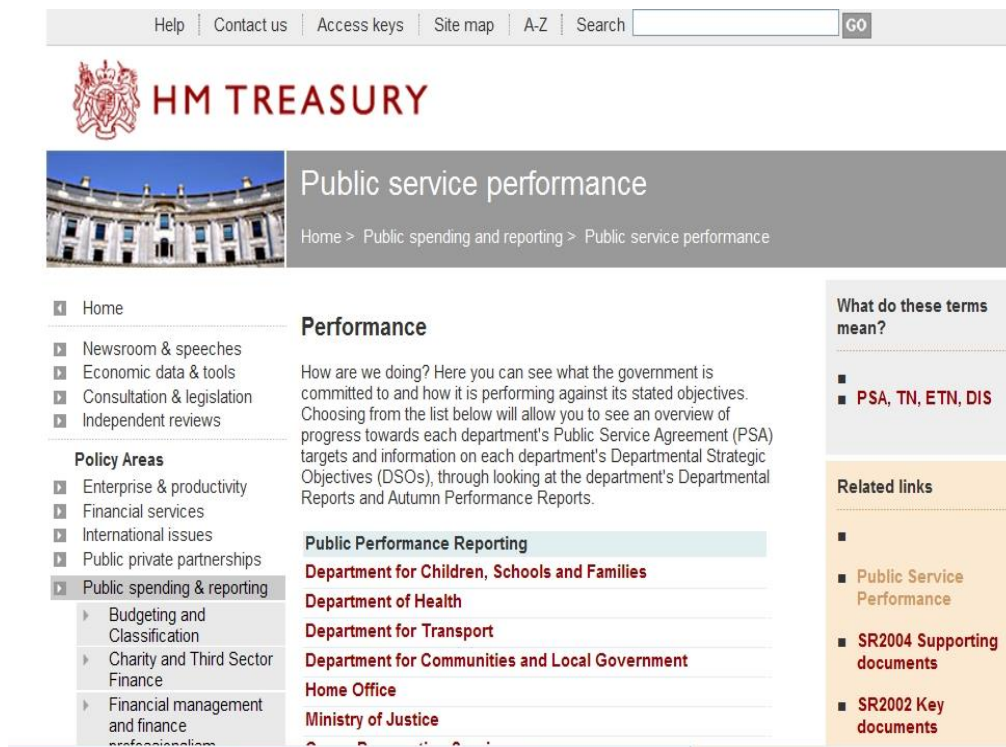 Help Contact us Access keys Site map A-Z Search GO
HM TREASURY
Public service performance
Home > Public spending and reporting > Public service performance
Home
Newsroom & speeches
Economic data & tools
Consultation & legislation
Independent reviews
Policy Areas
Enterprise & productivity
Financial services
International issues
Public private partnerships
Public spending & reporting
Budgeting and
Classification
Charity and Third Sector
Finance
Financial management
and finance
professionalism
Performance
How are we doing? Here you can see what the government is
committed to and how it is performing against its stated objectives.
Choosing from the list below will allow you to see an overview of
progress towards each department's Public Service Agreement (PSA)
targets and information on each department's Departmental Strategic
Objectives (DSOs), through looking at the department's Departmental
Reports and Autumn Performance Reports.
Public Performance Reporting
Department for Children, Schools and Families
Department of Health
Department for Transport
Department for Communities and Local Government
Home Office
Ministry of Justice
What do these terms
mean?
PSA, TN, ETN, DIS
Related links
Public Service
Performance
SR2004 Supporting
documents
SR2002 Key
documents